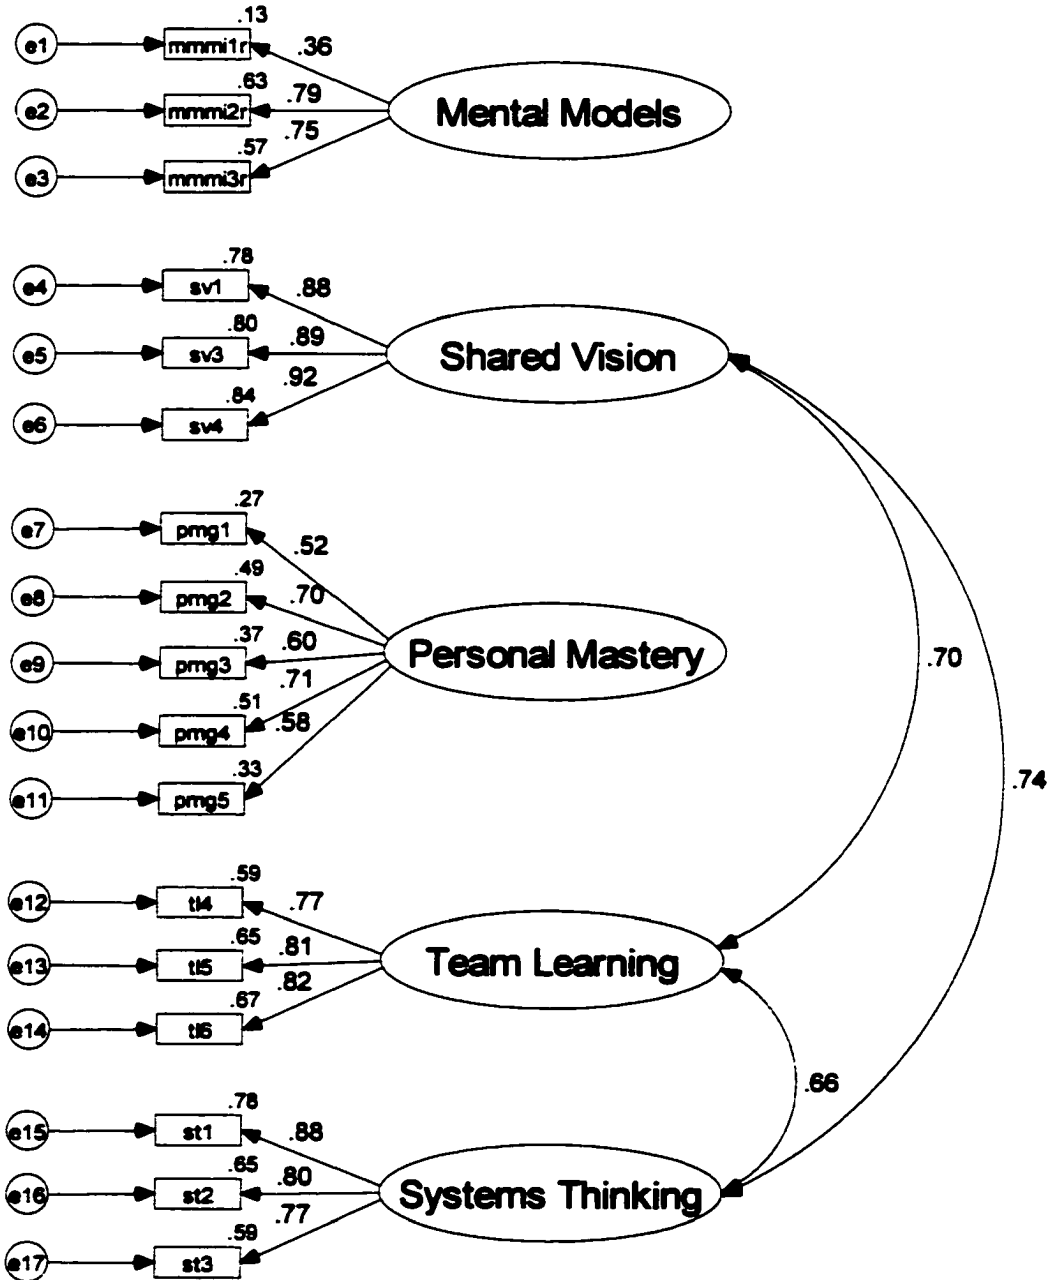 .13
e1 mmmi1r .36
.63
e2 mmmi2r .79 Mental Models
.57 .75
e3 mmmi3r
.78
e4 sv1 .88
.80
e5 sv3 .89 Shared Vision
.84 .92
e6 sv4
.27
e7 pmg1 .52
.49
e8 pmg2 .70
.37
e9 pmg3 .60 Personal Mastery .70
.51 .71
e10 pmg4 .58
.33
e11 pmg5 .74
.59
e12 tl4 .77
.65
e13 tl5 .81 Team Learning
.67 .82
e14 tl6
.66
.78
e15 st1 .88
.65
e16 st2 .80 Systems Thinking
.59 .77
e17 st3